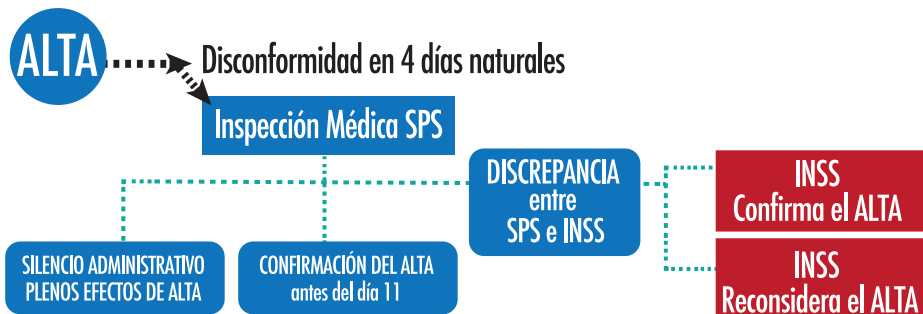 ALTA
Disconformidad en 4 días naturales
Inspección Médica SPS
DISCREPANCIA
entre
SPS e INSS
INSS
Confirma el ALTA
SILENCIO ADMINISTRATIVO
PLENOS EFECTOS DE ALTA
CONFIRMACIÓN DEL ALTA
antes del día 11
INSS
Reconsidera el ALTA